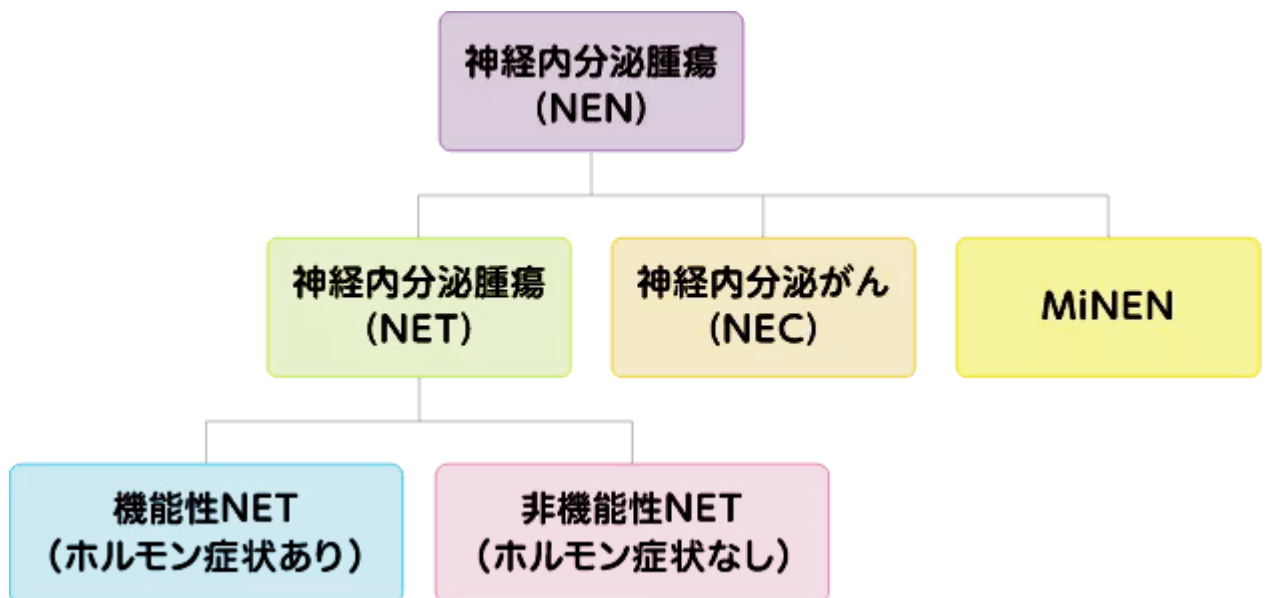 神経内分泌腫瘍
(NEN)
神経内分泌腫瘍
(NET)
神経内分泌がん
(NEC)
MiNEN
機能性NET
(ホルモン症状あり)
非機能性NET
(ホルモン症状なし)